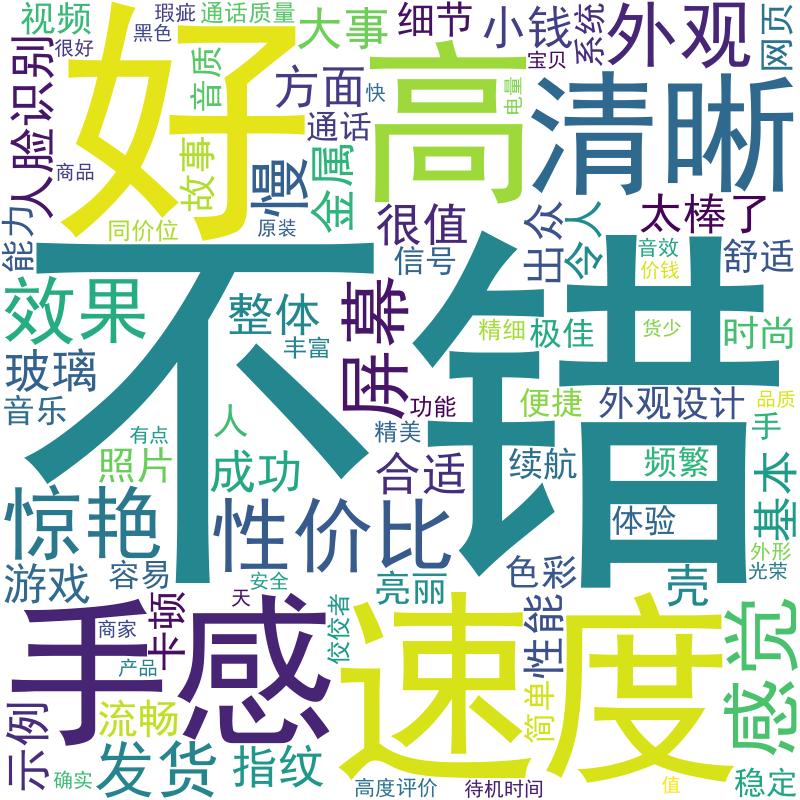 视频
瑕疵
通话质量
大事
细节
小钱
系统
外观
网页
很好
黑色
好
音质
方面
快
高
宝贝
电量
清晰
人脸识别
商品
故事
慢
通话
金属
能力
同价位
原装
很值
信号
出众
令人
太棒了
音效
价钱
舒适
不错
效果
整体
丰富
屏幕
精细
极佳
货少
时尚
玻璃
音乐
人
功能
便捷
外观设计
品质
手
有点
精美
照片
成功
合适
续航
频繁
基本
惊艳
性价比
体验
外形
光荣
游戏
容易
安全
亮丽
色彩
壳
天
卡顿
商家
手感
佼佼者
速度
性能
感觉
产品
示例
流畅
简单
发货
指纹
确实
高度评价
待机时间
值
稳定